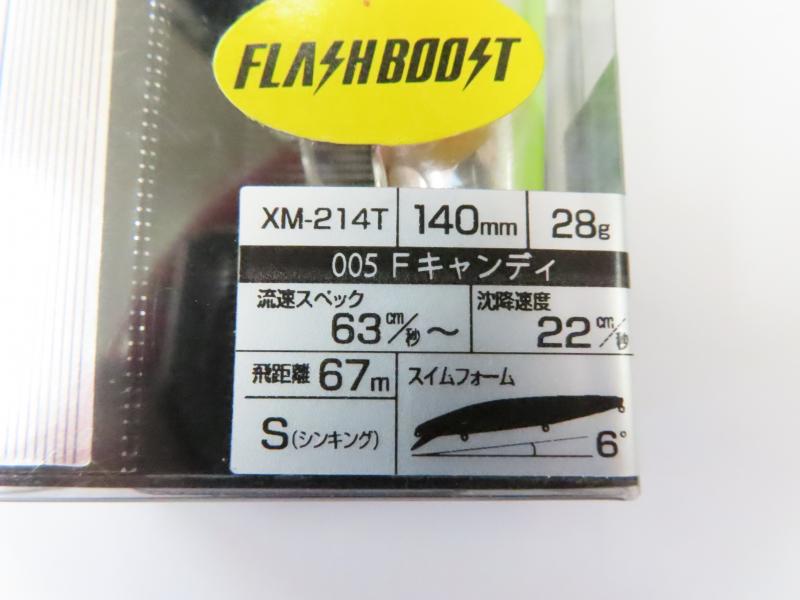 FLASHBOOST
XM-214T 140mm 28g
005 Fキャンディ
流速スペック 沈降速度
63cm/秒～ 22cm/秒
飛距離 67m スイムフォーム
S(シンキング) 6°